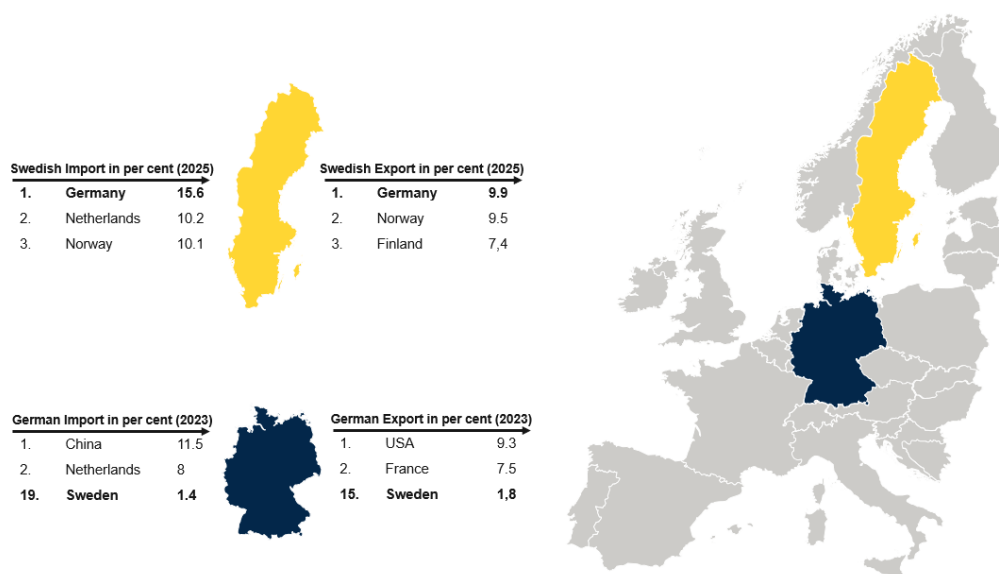 Swedish Import in per cent (2025)
1. Germany 15.6
2. Netherlands 10.2
3. Norway 10.1
Swedish Export in per cent (2025)
1. Germany 9.9
2. Norway 9.5
3. Finland 7,4
German Import in per cent (2023)
1. China 11.5
2. Netherlands 8
19. Sweden 1.4
German Export in per cent (2023)
1. USA 9.3
2. France 7.5
15. Sweden 1,8